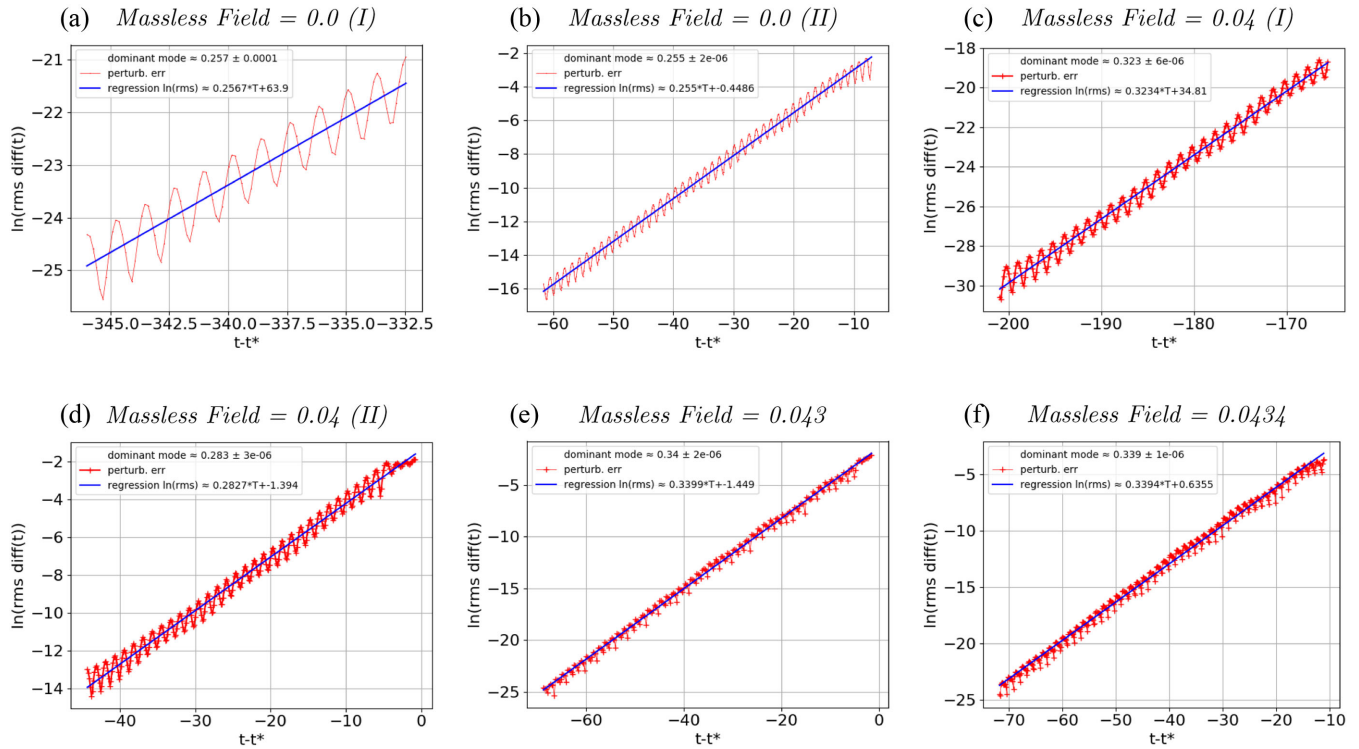 (a) Massless Field = 0.0 (I)
dominant mode ≈ 0.257 ± 0.0001
perturb. err
regression ln(rms) ≈ 0.2567*T+63.9
ln(rms diff(t))
−21
−22
−23
−24
−25
−345.0 −342.5 −340.0 −337.5 −335.0 −332.5
t-t*
(b) Massless Field = 0.0 (II)
dominant mode ≈ 0.255 ± 2e-06
perturb. err
regression ln(rms) ≈ 0.255*T+-0.4486
ln(rms diff(t))
−2
−4
−6
−8
−10
−12
−14
−16
−60 −50 −40 −30 −20 −10
t-t*
(c) Massless Field = 0.04 (I)
dominant mode ≈ 0.323 ± 6e-06
perturb. err
regression ln(rms) ≈ 0.3234*T+34.81
ln(rms diff(t))
−18
−20
−22
−24
−26
−28
−30
−200 −190 −180 −170
t-t*
(d) Massless Field = 0.04 (II)
dominant mode ≈ 0.283 ± 3e-06
perturb. err
regression ln(rms) ≈ 0.2827*T+-1.394
ln(rms diff(t))
−2
−4
−6
−8
−10
−12
−14
−40 −30 −20 −10 0
t-t*
(e) Massless Field = 0.043
dominant mode ≈ 0.34 ± 2e-06
perturb. err
regression ln(rms) ≈ 0.3399*T+-1.449
ln(rms diff(t))
−5
−10
−15
−20
−25
−60 −40 −20 0
t-t*
(f) Massless Field = 0.0434
dominant mode ≈ 0.339 ± 1e-06
perturb. err
regression ln(rms) ≈ 0.3394*T+0.6355
ln(rms diff(t))
−5
−10
−15
−20
−25
−70 −60 −50 −40 −30 −20 −10
t-t*